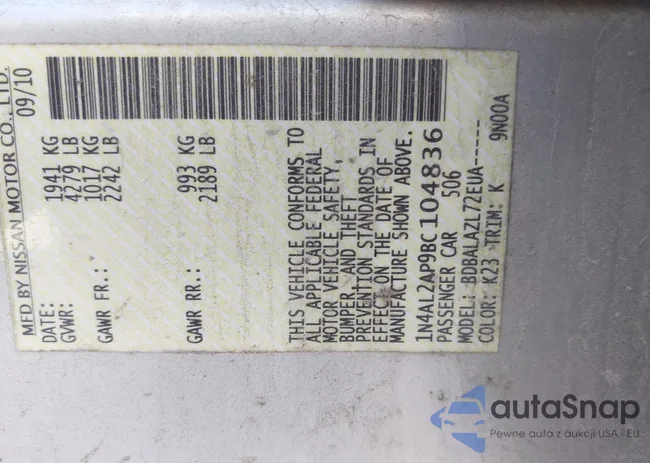 MFD BY NISSAN MOTOR CO., LTD.
DATE: 09/10
GVWR: 1941 KG
4279 LB
GAWR FR.: 1017 KG
2242 LB
GAWR RR.: 993 KG
2189 LB
THIS VEHICLE CONFORMS TO
ALL APPLICABLE FEDERAL
MOTOR VEHICLE SAFETY,
BUMPER, AND THEFT
PREVENTION STANDARDS IN
EFFECT ON THE DATE OF
MANUFACTURE SHOWN ABOVE.
1N4AL2AP9BC104836
PASSENGER CAR 506
MODEL: BDBALAZL72EUA-----
COLOR: K23 TRIM: K 9N00A
autaSnap
Pewne auta z aukcji USA i EU